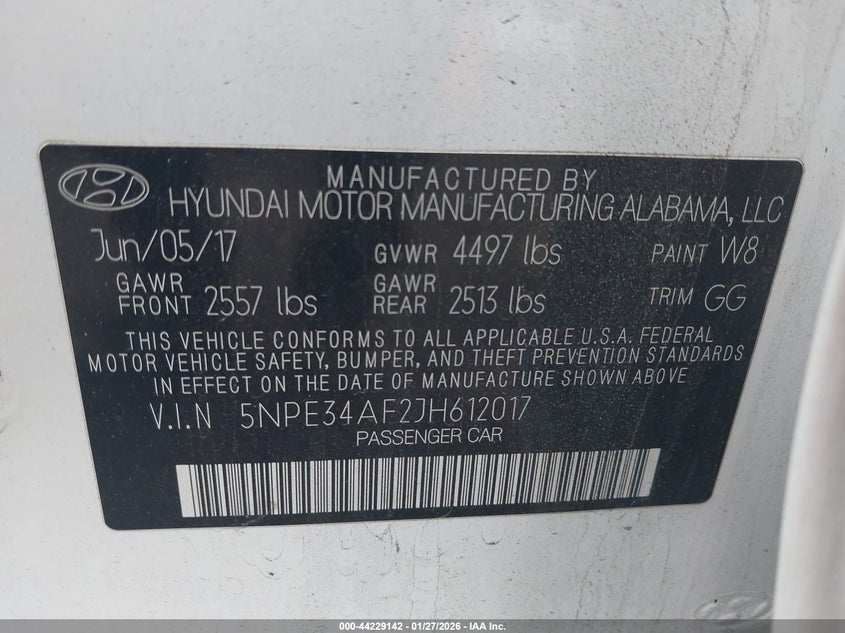 MANUFACTURED BY
HYUNDAI MOTOR MANUFACTURING ALABAMA, LLC
Jun/05/17 GVWR 4497 lbs PAINT W8
GAWR FRONT 2557 lbs GAWR REAR 2513 lbs TRIM GG
THIS VEHICLE CONFORMS TO ALL APPLICABLE U.S.A. FEDERAL
MOTOR VEHICLE SAFETY, BUMPER, AND THEFT PREVENTION STANDARDS
IN EFFECT ON THE DATE OF MANUFACTURE SHOWN ABOVE
V.I.N 5NPE34AF2JH612017
PASSENGER CAR
000-44229142 - 01/27/2026 - IAA Inc.